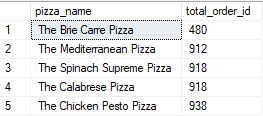 pizza_name total_order_id
1 The Brie Carre Pizza 480
2 The Mediterranean Pizza 912
3 The Spinach Supreme Pizza 918
4 The Calabrese Pizza 918
5 The Chicken Pesto Pizza 938